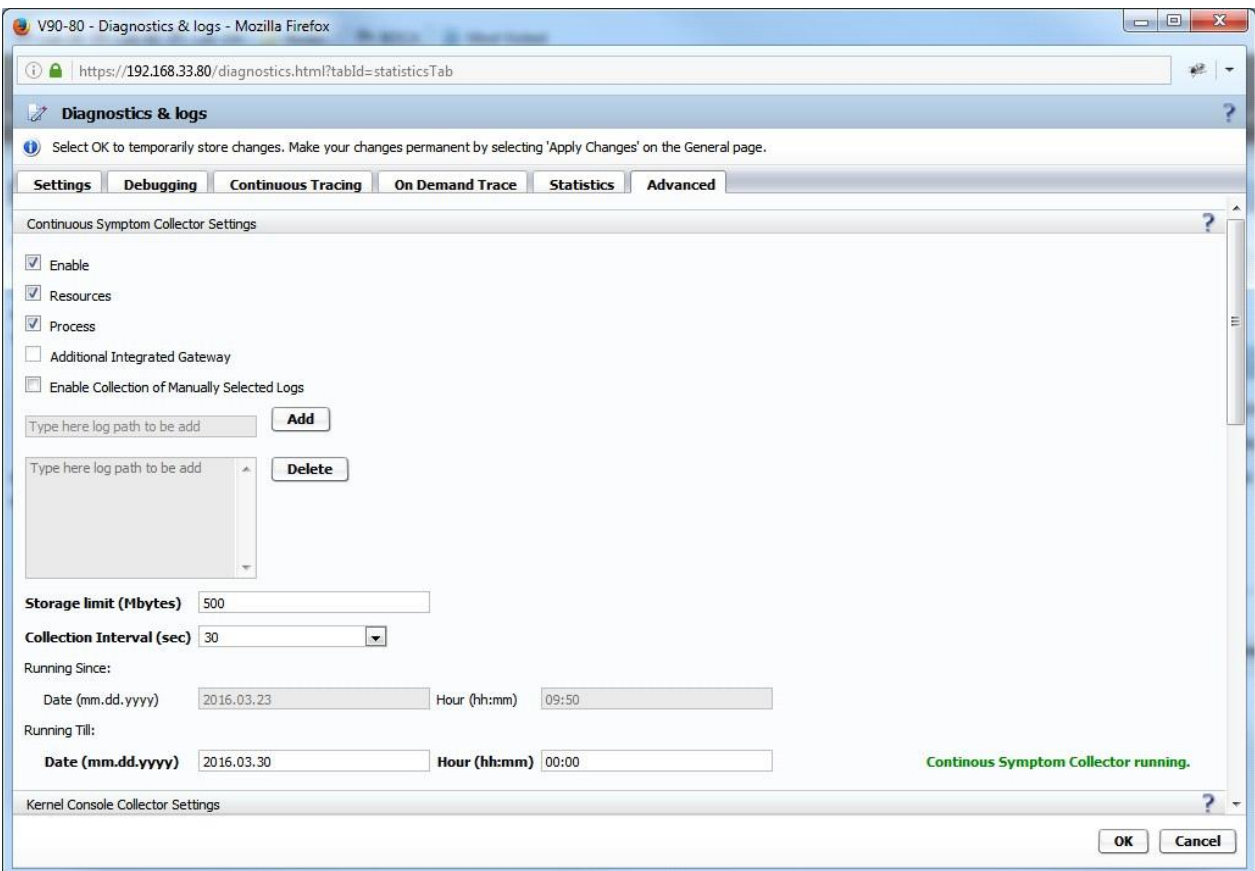 V90-80 - Diagnostics & logs - Mozilla Firefox
https://192.168.33.80/diagnostics.html?tabId=statisticsTab
Diagnostics & logs ?
Select OK to temporarily store changes. Make your changes permanent by selecting 'Apply Changes' on the General page.
Settings Debugging Continuous Tracing On Demand Trace Statistics Advanced
Continuous Symptom Collector Settings ?
Enable
Resources
Process
Additional Integrated Gateway
Enable Collection of Manually Selected Logs
Type here log path to be add Add
Type here log path to be add Delete
Storage limit (Mbytes) 500
Collection Interval (sec) 30
Running Since:
Date (mm.dd.yyyy) 2016.03.23 Hour (hh:mm) 09:50
Running Till:
Date (mm.dd.yyyy) 2016.03.30 Hour (hh:mm) 00:00 Continous Symptom Collector running.
Kernel Console Collector Settings ?
OK Cancel